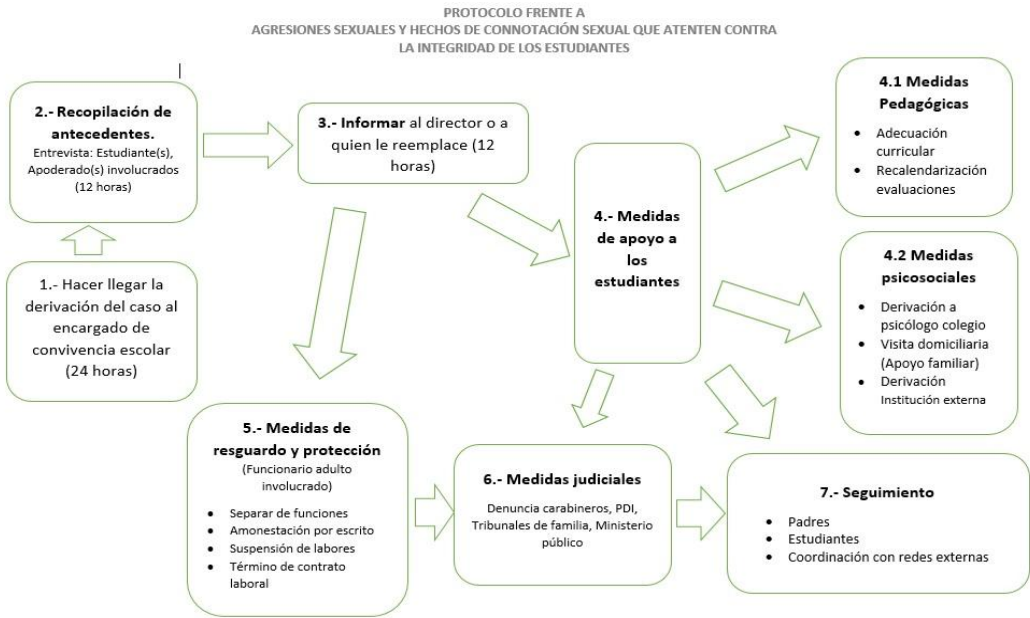 PROTOCOLO FRENTE A
AGRESIONES SEXUALES Y HECHOS DE CONNOTACIÓN SEXUAL QUE ATENTEN CONTRA
LA INTEGRIDAD DE LOS ESTUDIANTES
1.- Hacer llegar la
derivación del caso al
encargado de
convivencia escolar
(24 horas)
2.- Recopilación de
antecedentes.
Entrevista: Estudiante(s),
Apoderado(s) involucrados
(12 horas)
3.- Informar al director o a
quien le reemplace (12
horas)
4.- Medidas
de apoyo a
los
estudiantes
4.1 Medidas
Pedagógicas
• Adecuación
curricular
• Recalendarización
evaluaciones
4.2 Medidas
psicosociales
• Derivación a
psicólogo colegio
• Visita domiciliaria
(Apoyo familiar)
• Derivación
Institución externa
5.- Medidas de
resguardo y protección
(Funcionario adulto
involucrado)
• Separar de funciones
• Amonestación por escrito
• Suspensión de labores
• Término de contrato
laboral
6.- Medidas judiciales
Denuncia carabineros, PDI,
Tribunales de familia, Ministerio
público
7.- Seguimiento
• Padres
• Estudiantes
• Coordinación con redes externas